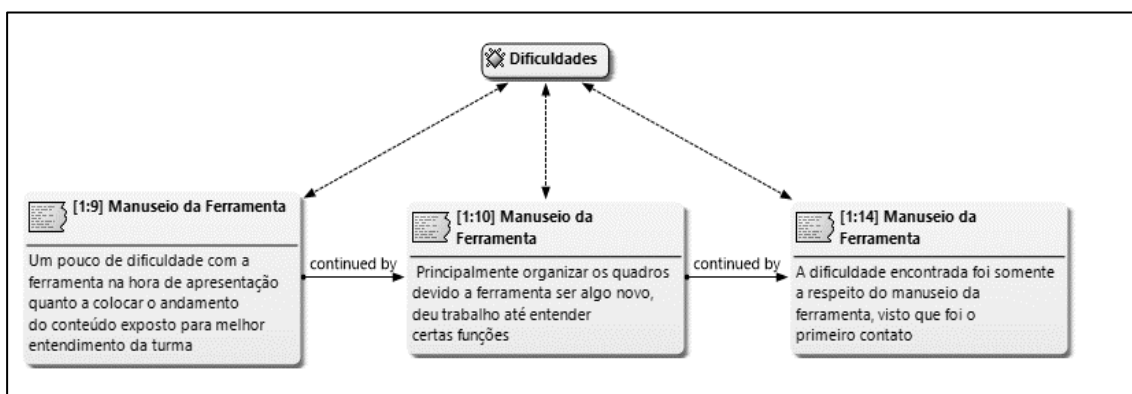 Dificuldades
[1:9] Manuseio da Ferramenta
Um pouco de dificuldade com a
ferramenta na hora de apresentação
quanto a colocar o andamento
do conteúdo exposto para melhor
entendimento da turma
continued by
[1:10] Manuseio da
Ferramenta
Principalmente organizar os quadros
devido a ferramenta ser algo novo,
deu trabalho até entender
certas funções
continued by
[1:14] Manuseio da
Ferramenta
A dificuldade encontrada foi somente
a respeito do manuseio da
ferramenta, visto que foi o
primeiro contato